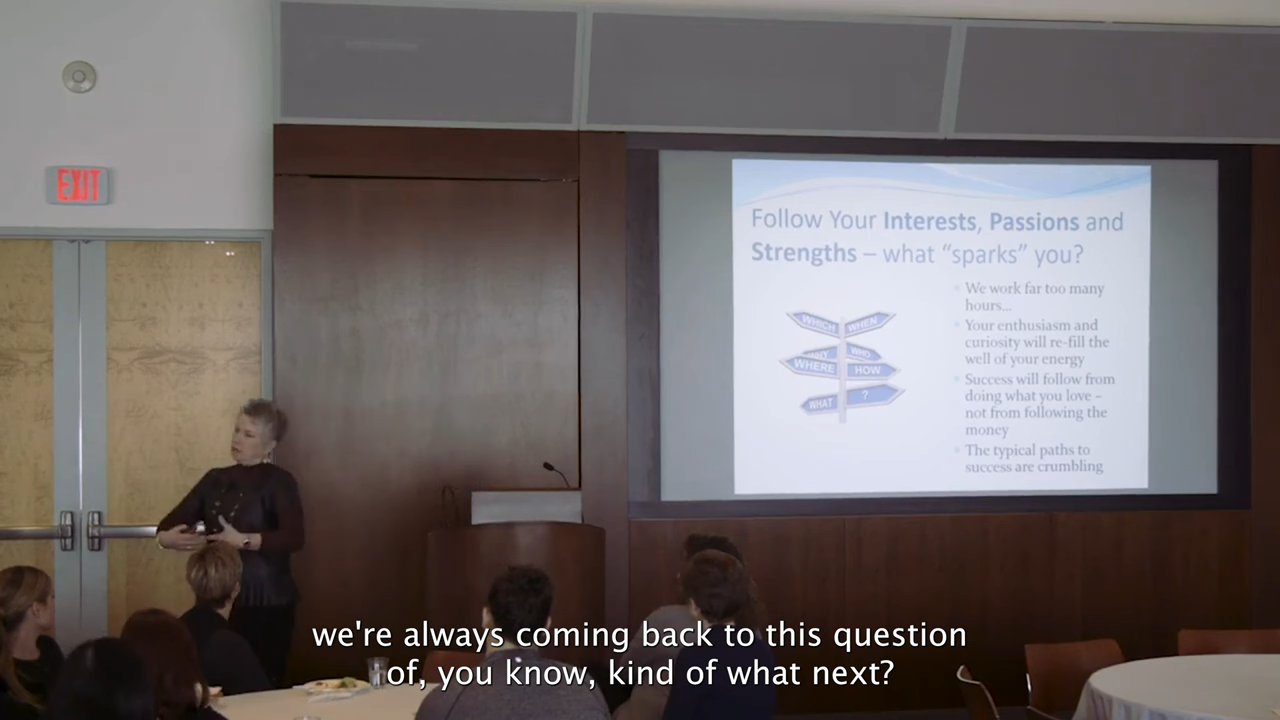 EXIT
Follow Your Interests, Passions and
Strengths – what “sparks” you?
We work far too many
hours...
Your enthusiasm and
curiosity will re-fill the
well of your energy
Success will follow from
doing what you love –
not from following the
money
The typical paths to
success are crumbling
WHICH
WHEN
WHO
WHERE
HOW
WHAT
?
we're always coming back to this question
of, you know, kind of what next?